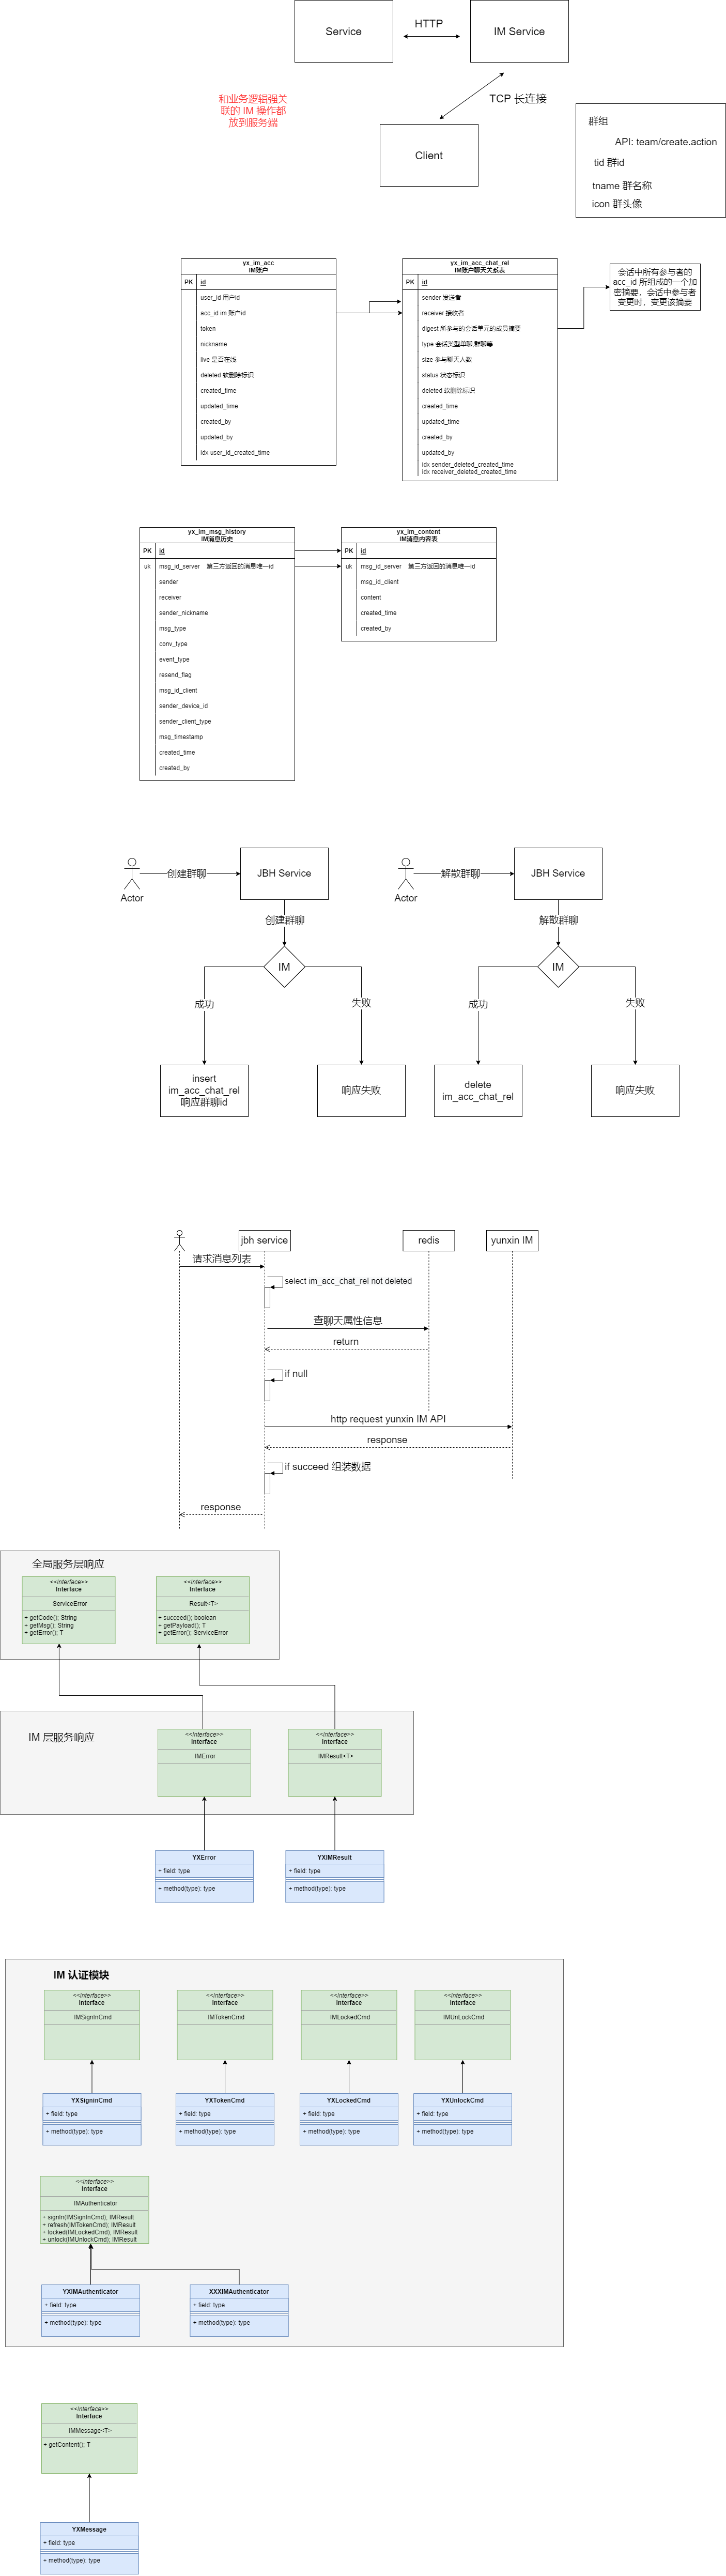 Service
HTTP
IM Service
和业务逻辑强关
联的 IM 操作都
放到服务端
TCP 长连接
Client
群组
API: team/create.action
tid 群id
tname 群名称
icon 群头像
yx_im_acc
IM账户
PK
id
user_id 用户id
acc_id im 账户id
token
nickname
live 是否在线
deleted 软删除标识
created_time
updated_time
created_by
updated_by
idx user_id_created_time
yx_im_acc_chat_rel
IM账户聊天关系表
PK
id
sender 发送者
receiver 接收者
digest 所参与的会话单元的成员摘要
type 会话类型单聊,群聊等
size 参与聊天人数
status 状态标识
deleted 软删除标识
created_time
updated_time
created_by
updated_by
idx sender_deleted_created_time
idx receiver_deleted_created_time
会话中所有参与者的
acc_id 所组成的一个加
密摘要，会话中参与者
变更时，变更该摘要
yx_im_msg_history
IM消息历史
PK
id
uk
msg_id_server 第三方返回的消息唯一id
sender
receiver
sender_nickname
msg_type
conv_type
event_type
resend_flag
msg_id_client
sender_device_id
sender_client_type
msg_timestamp
created_time
created_by
yx_im_content
IM消息内容表
PK
id
uk
msg_id_server 第三方返回的消息唯一id
msg_id_client
content
created_time
created_by
Actor
创建群聊
JBH Service
创建群聊
IM
成功
失败
insert
im_acc_chat_rel
响应群聊id
响应失败
Actor
解散群聊
JBH Service
解散群聊
IM
成功
失败
delete
im_acc_chat_rel
响应失败
jbh service
redis
yunxin IM
请求消息列表
select im_acc_chat_rel not deleted
查聊天属性信息
return
if null
http request yunxin IM API
response
if succeed 组装数据
response
全局服务层响应
<<interface>>
Interface
ServiceError
+ getCode(); String
+ getMsg(); String
+ getError(); T
<<interface>>
Interface
Result<T>
+ succeed(); boolean
+ getPayload(); T
+ getError(); ServiceError
IM 层服务响应
<<interface>>
Interface
IMError
<<interface>>
Interface
IMResult<T>
YXError
+ field: type
+ method(type): type
YXIMResult
+ field: type
+ method(type): type
IM 认证模块
<<interface>>
Interface
IMSignInCmd
<<interface>>
Interface
IMTokenCmd
<<interface>>
Interface
IMLockedCmd
<<interface>>
Interface
IMUnLockCmd
YXSigninCmd
+ field: type
+ method(type): type
YXTokenCmd
+ field: type
+ method(type): type
YXLockedCmd
+ field: type
+ method(type): type
YXUnlockCmd
+ field: type
+ method(type): type
<<interface>>
Interface
IMAuthenticator
+ signIn(IMSignInCmd); IMResult
+ refresh(IMTokenCmd); IMResult
+ locked(IMLockedCmd); IMResult
+ unlock(IMUnlockCmd); IMResult
YXIMAuthenticator
+ field: type
+ method(type): type
XXXIMAuthenticator
+ field: type
+ method(type): type
<<interface>>
Interface
IMMessage<T>
+ getContent(); T
YXMessage
+ field: type
+ method(type): type